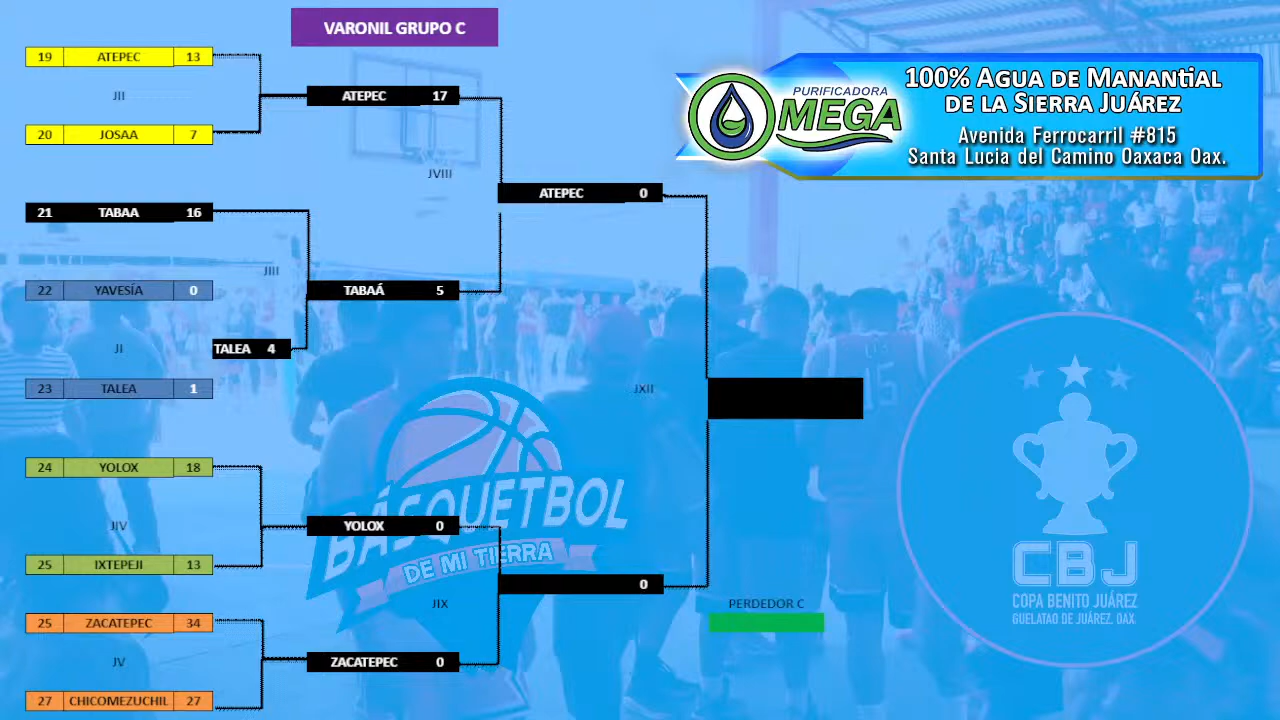 VARONIL GRUPO C
19 ATEPEC 13
JII
20 JOSAA 7
ATEPEC 17
JVIII
21 TABAA 16
JIII
22 YAVESÍA 0
TABAÁ 5
JI
TALEA 4
23 TALEA 1
ATEPEC 0
24 YOLOX 18
JIV
25 IXTEPEJI 13
YOLOX 0
25 ZACATEPEC 34
JV
27 CHICOMEZUCHIL 27
ZACATEPEC 0
JIX
0
JXII
PERDEDOR C
PURIFICADORA
OMEGA
100% AGUA DE MANANTIAL
DE LA SIERRA JUÁREZ
Avenida Ferrocarril #815
Santa Lucia del Camino Oaxaca Oax.
BÁSQUETBOL
DE MI TIERRA
CBJ
COPA BENITO JUÁREZ
GUELATAO DE JUÁREZ. OAX.